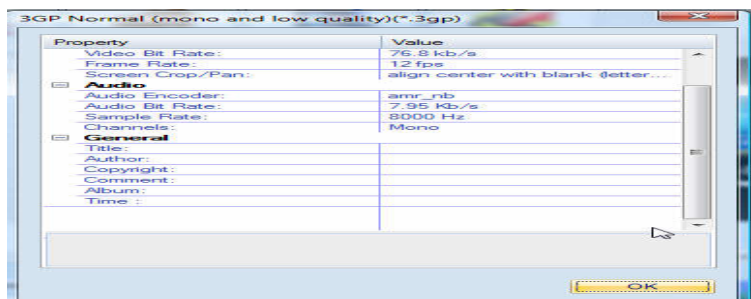 3GP Normal (mono and low quality)(*.3gp)
Property Value
Video Bit Rate: 76.8 kb/s
Frame Rate: 12 fps
Screen Crop/Pan: align center with blank (letter...
Audio
Audio Encoder: amr_nb
Audio Bit Rate: 7.95 Kb/s
Sample Rate: 8000 Hz
Channels: Mono
General
Title:
Author:
Copyright:
Comment:
Album:
Time :
OK